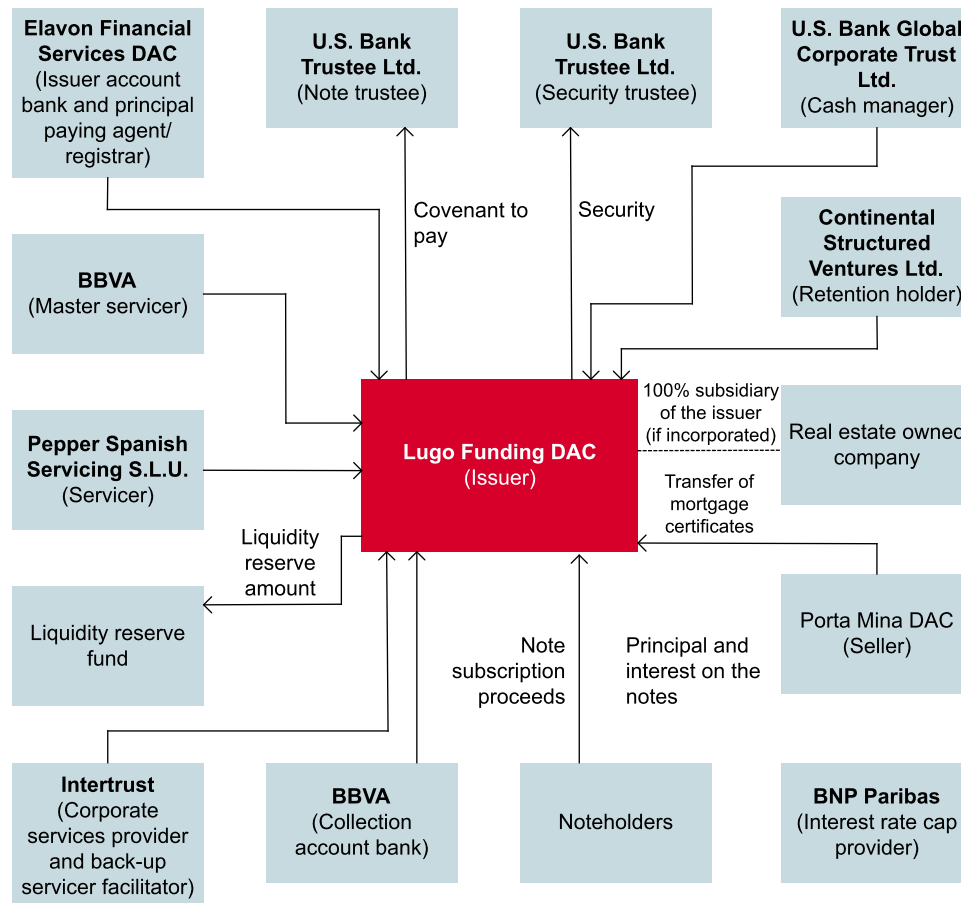 Elavon Financial
Services DAC
(Issuer account
bank and principal
paying agent/
registrar)
U.S. Bank
Trustee Ltd.
(Note trustee)
U.S. Bank
Trustee Ltd.
(Security trustee)
U.S. Bank Global
Corporate Trust
Ltd.
(Cash manager)
Covenant to
pay
Security
BBVA
(Master servicer)
Continental
Structured
Ventures Ltd.
(Retention holder)
Pepper Spanish
Servicing S.L.U.
(Servicer)
Lugo Funding DAC
(Issuer)
100% subsidiary
of the issuer
(if incorporated)
Real estate owned
company
Transfer of
mortgage
certificates
Liquidity
reserve
amount
Liquidity reserve
fund
Note
subscription
proceeds
Principal and
interest on the
notes
Porta Mina DAC
(Seller)
Intertrust
(Corporate
services provider
and back-up
servicer facilitator)
BBVA
(Collection
account bank)
Noteholders
BNP Paribas
(Interest rate cap
provider)